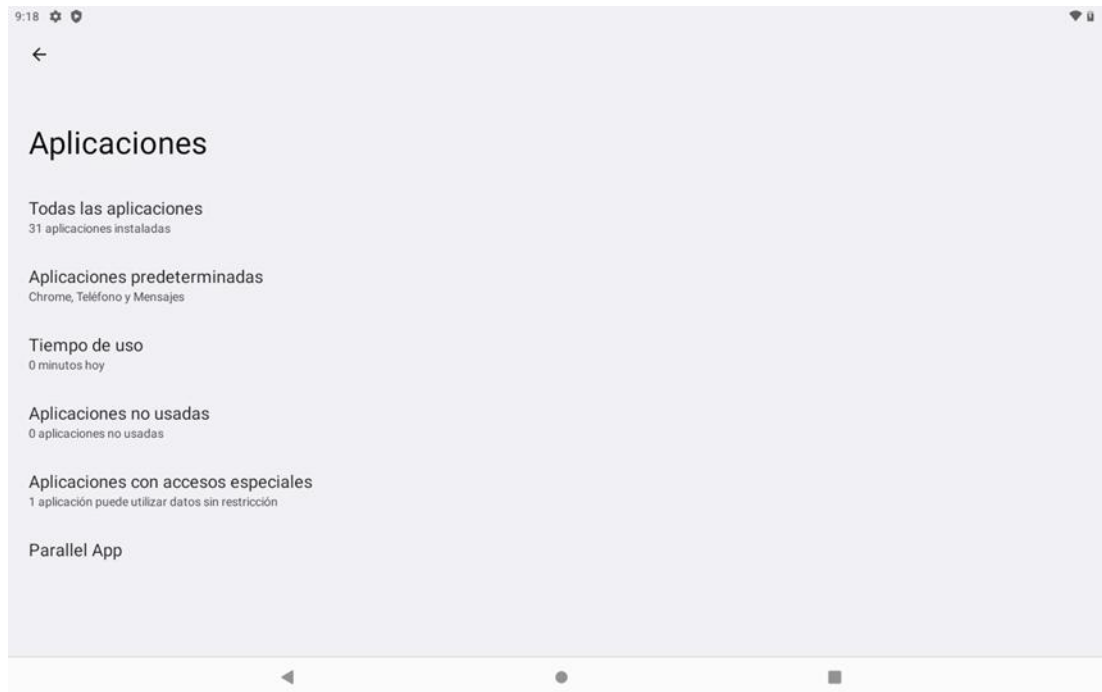 9:18
Aplicaciones
Todas las aplicaciones
31 aplicaciones instaladas
Aplicaciones predeterminadas
Chrome, Teléfono y Mensajes
Tiempo de uso
0 minutos hoy
Aplicaciones no usadas
0 aplicaciones no usadas
Aplicaciones con accesos especiales
1 aplicación puede utilizar datos sin restricción
Parallel App